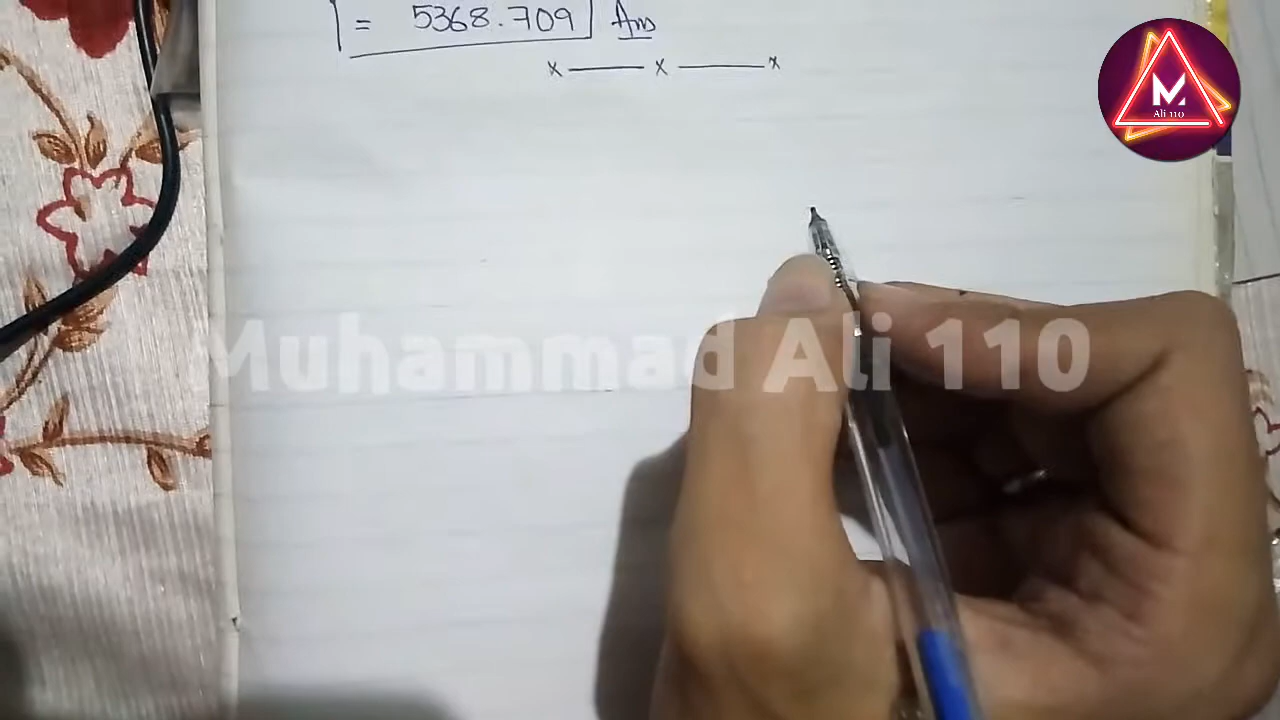 = 5368.709 Ans
x x x
M
Ali 110
Muhammad Ali 110